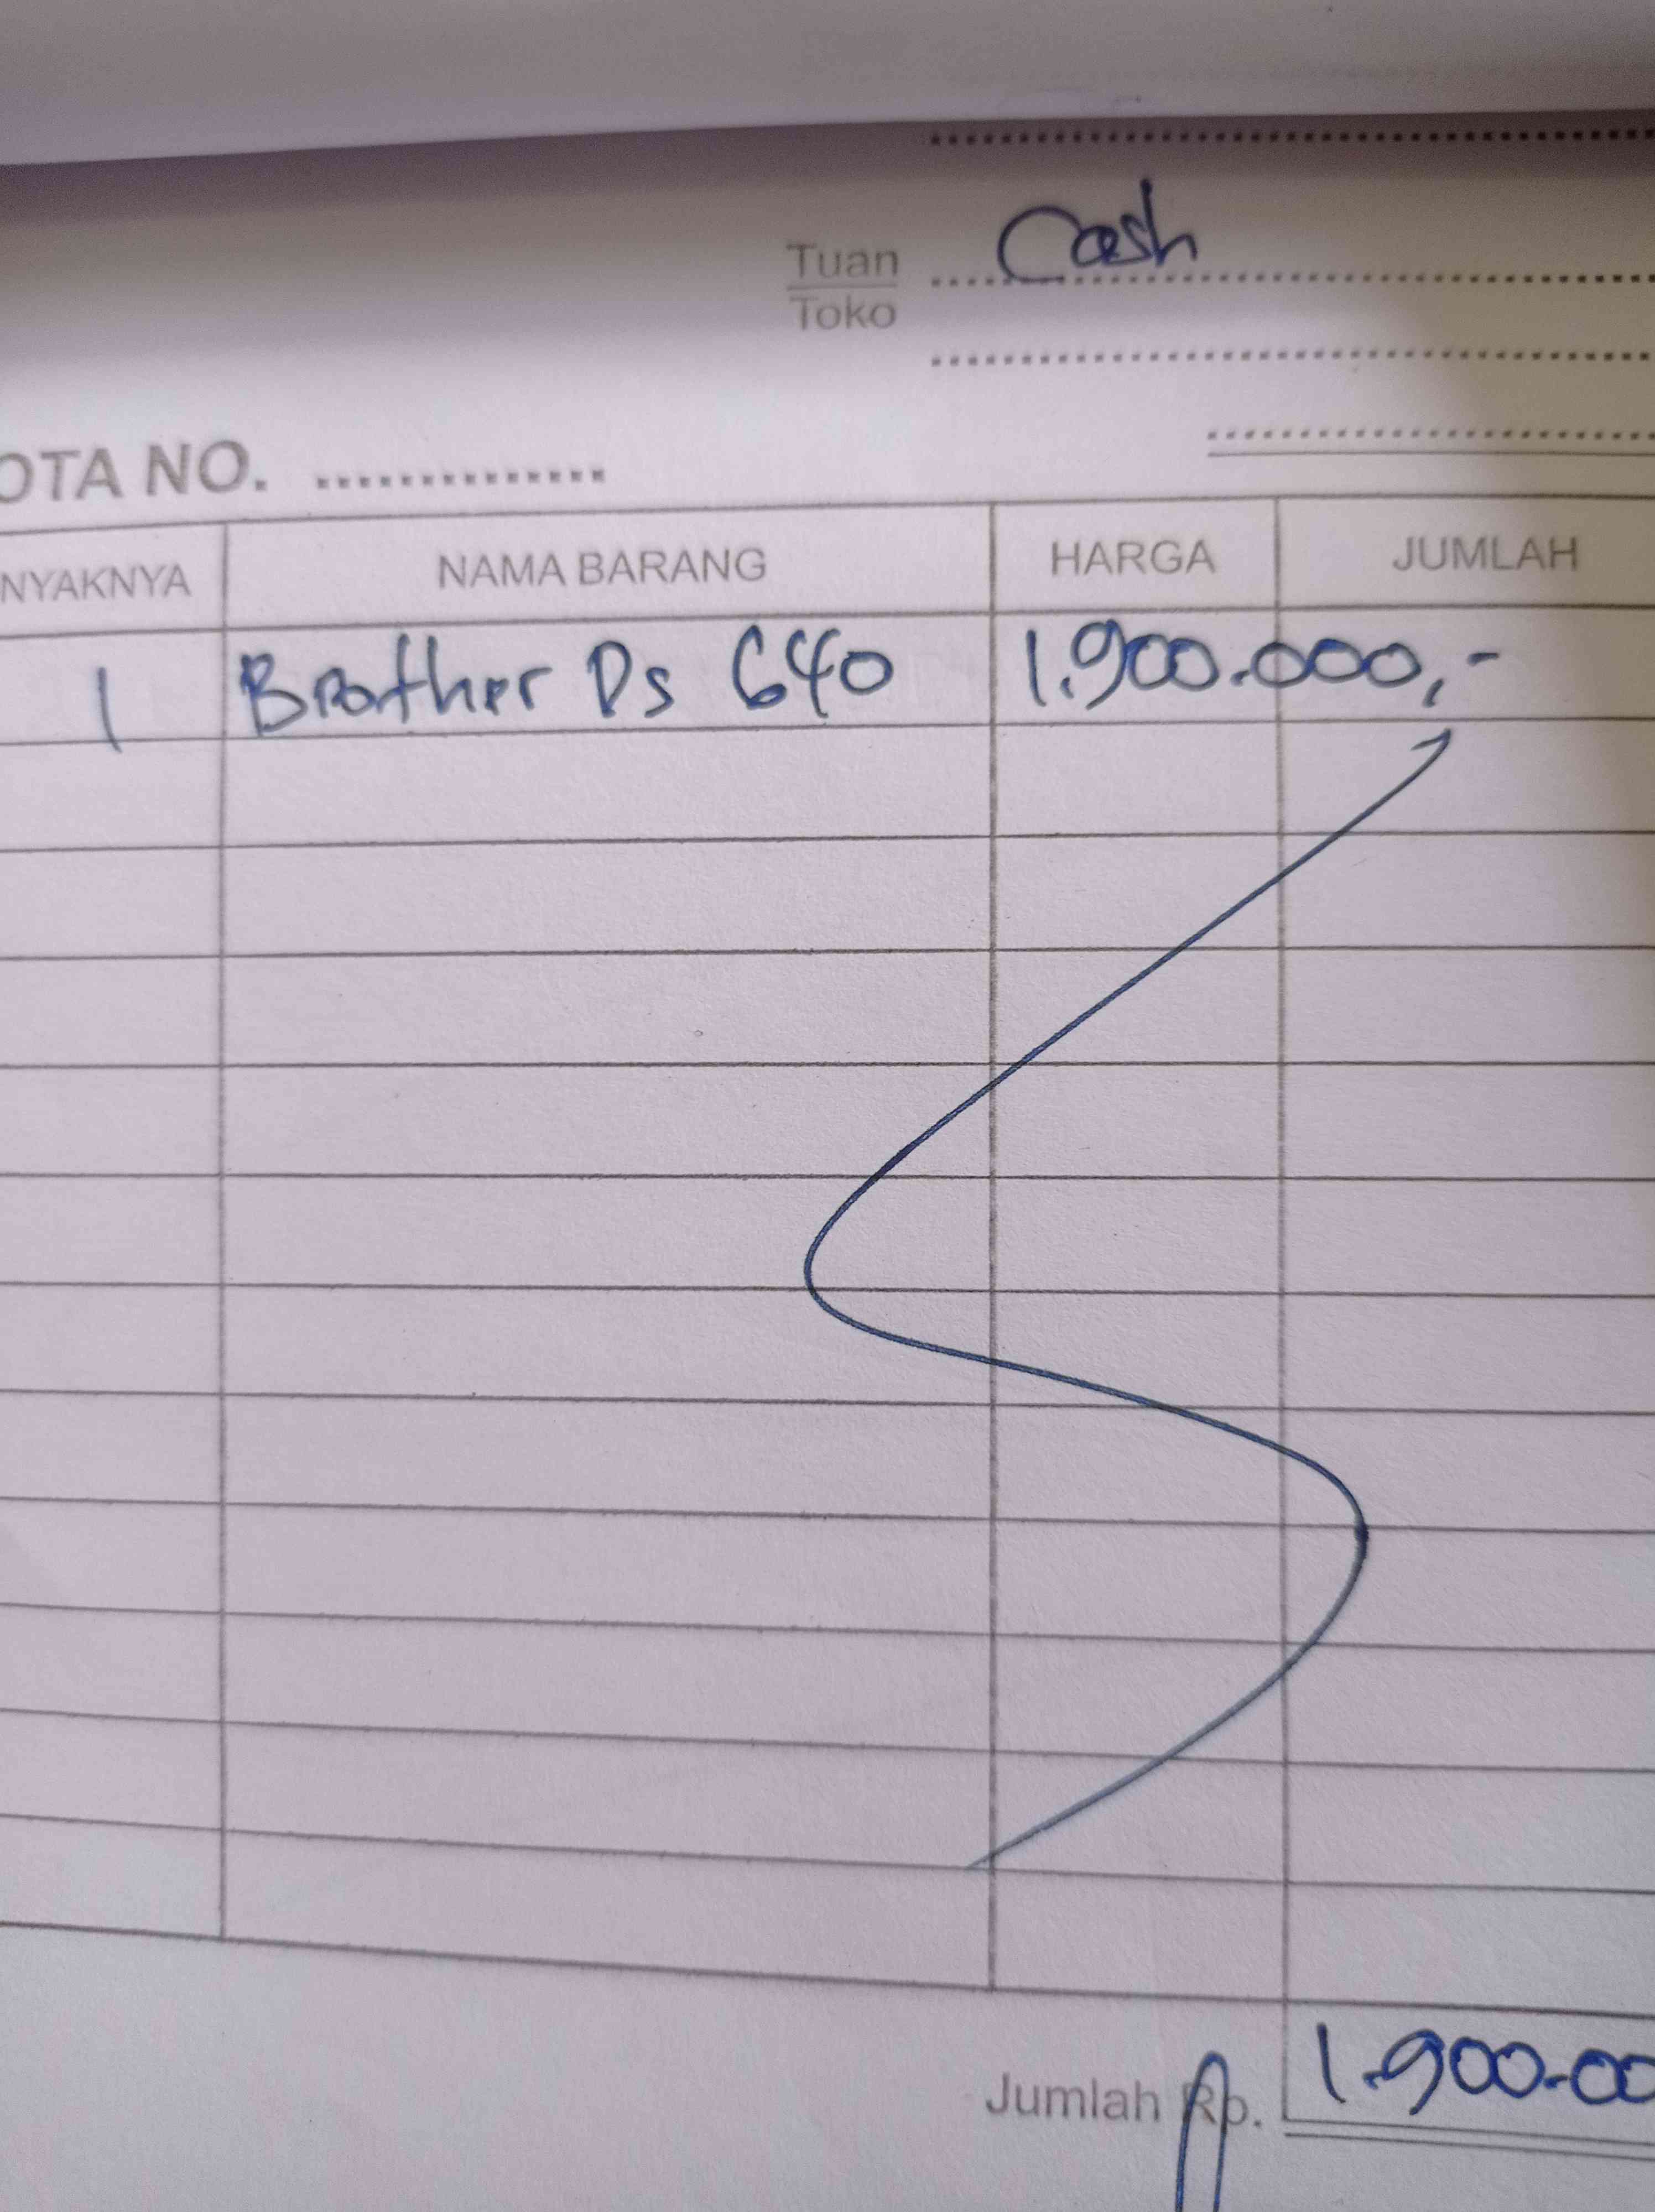 Tuan Cash
Toko
OTA NO.
NYAKNYA NAMA BARANG HARGA JUMLAH
1 Brother Ds 640 1.900.000,-
Jumlah Rp. 1.900.00